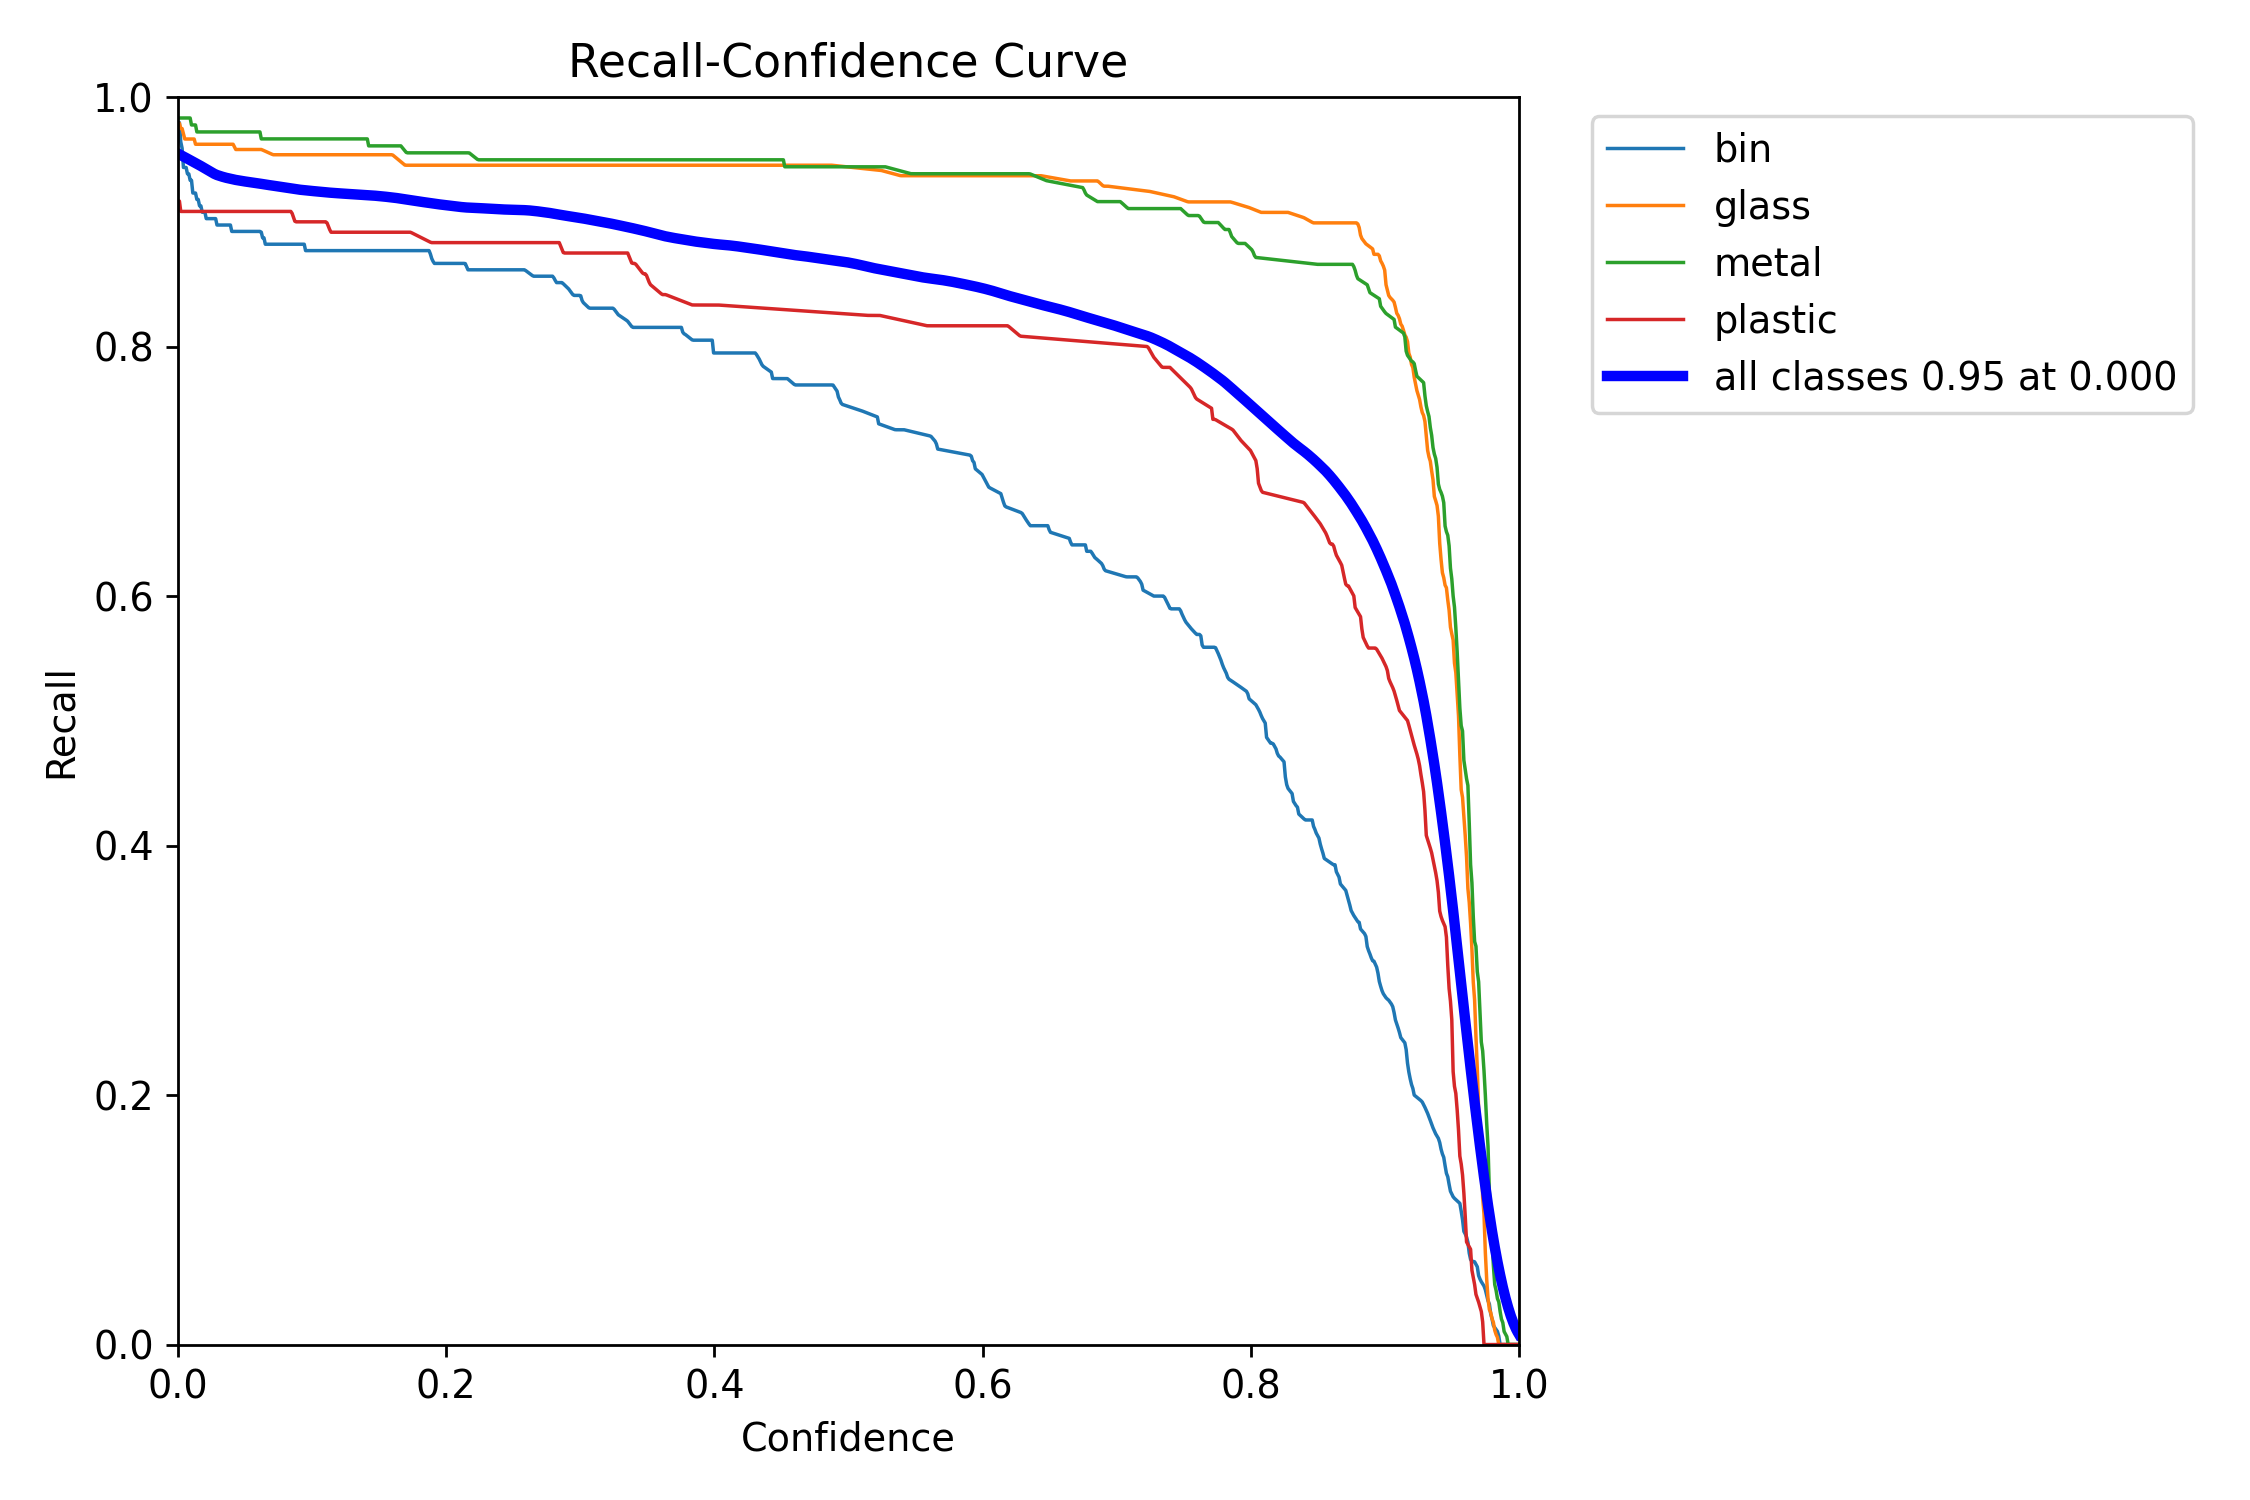 Recall-Confidence Curve
1.0
0.8
0.6
0.4
0.2
0.0
Recall
0.0 0.2 0.4 0.6 0.8 1.0
Confidence
bin
glass
metal
plastic
all classes 0.95 at 0.000